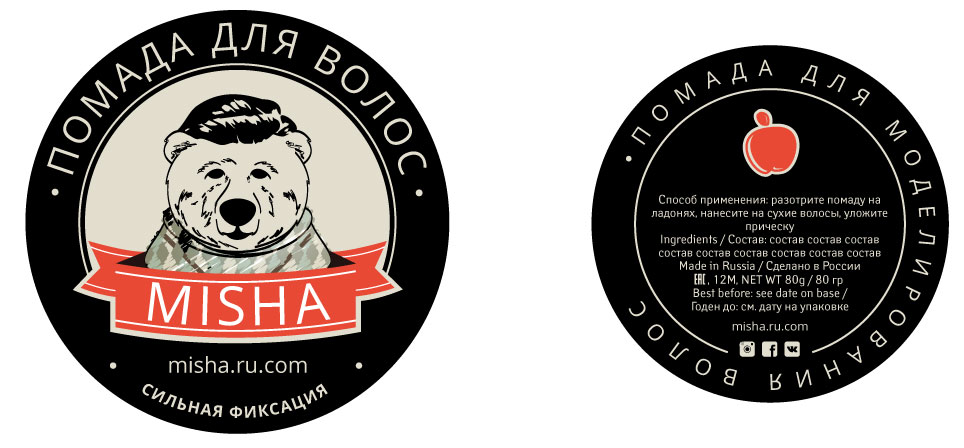 ПОМАДА ДЛЯ ВОЛОС
MISHA
misha.ru.com
СИЛЬНАЯ ФИКСАЦИЯ
ПОМАДА ДЛЯ МОДЕЛИРОВАНИЯ ВОЛОС
Способ применения: разотрите помаду на
ладонях, нанесите на сухие волосы, уложите
прическу
Ingredients / Состав: состав состав состав
состав состав состав состав состав состав
Made in Russia / Сделано в России
EAC, 12M, NET WT 80g / 80 гр
Best before: see date on base /
Годен до: см. дату на упаковке
misha.ru.com